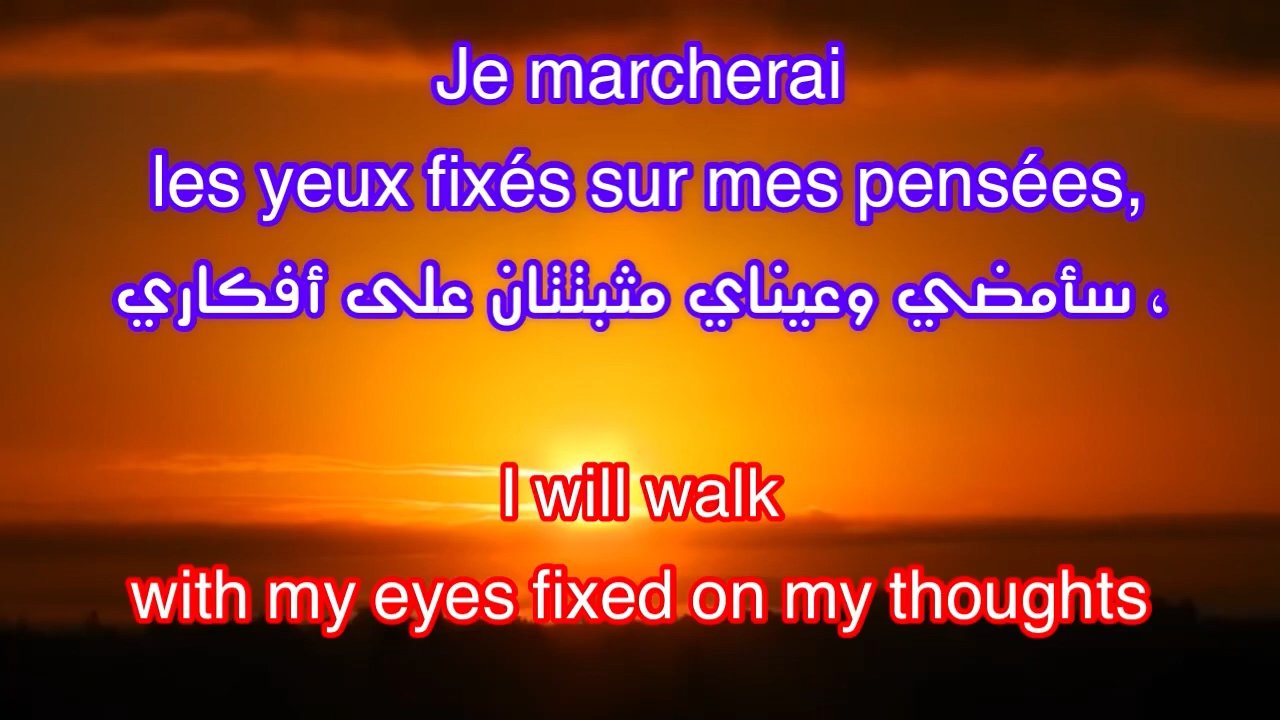 Je marcherai
les yeux fixés sur mes pensées,
سأمضي وعيناي مثبتتان على أفكاري ،
I will walk
with my eyes fixed on my thoughts